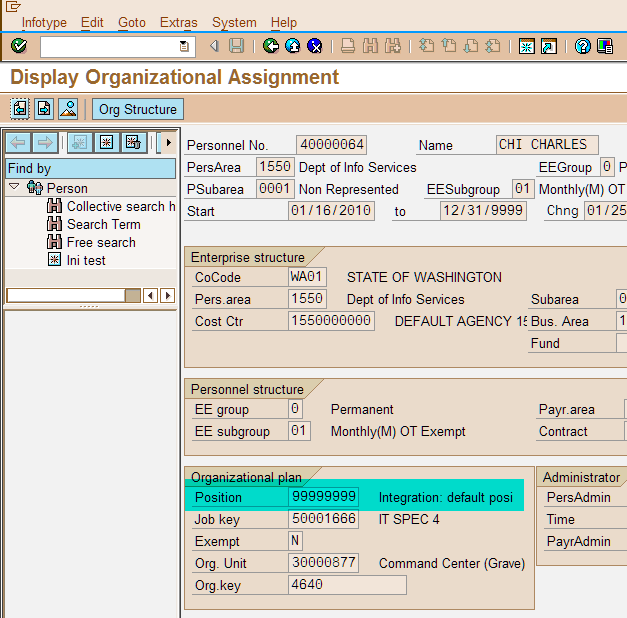 Infotype Edit Goto Extras System Help
Display Organizational Assignment
Org Structure
Find by
Person
Collective search h
Search Term
Free search
Ini test
Personnel No. 40000064 Name CHI CHARLES
PersArea 1550 Dept of Info Services EEGroup 0 P
PSubarea 0001 Non Represented EESubgroup 01 Monthly(M) OT
Start 01/16/2010 to 12/31/9999 Chng 01/25
Enterprise structure
CoCode WA01 STATE OF WASHINGTON
Pers.area 1550 Dept of Info Services Subarea 0
Cost Ctr 1550000000 DEFAULT AGENCY 15 Bus. Area 1
Fund
Personnel structure
EE group 0 Permanent Payr.area
EE subgroup 01 Monthly(M) OT Exempt Contract
Organizational plan Administrator
Position 99999999 Integration: default posi PersAdmin
Job key 50001666 IT SPEC 4 Time
Exempt N PayrAdmin
Org. Unit 30000877 Command Center (Grave)
Org.key 4640